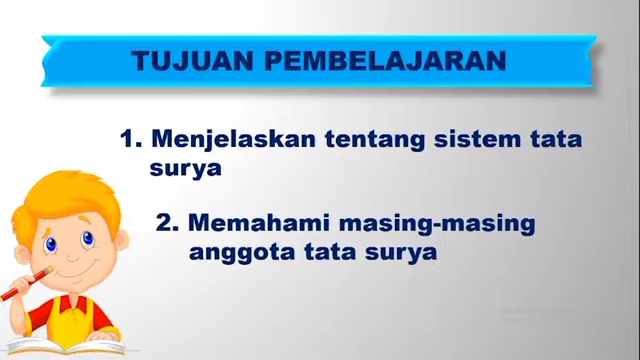 TUJUAN PEMBELAJARAN
1. Menjelaskan tentang sistem tata
surya
2. Memahami masing-masing
anggota tata surya